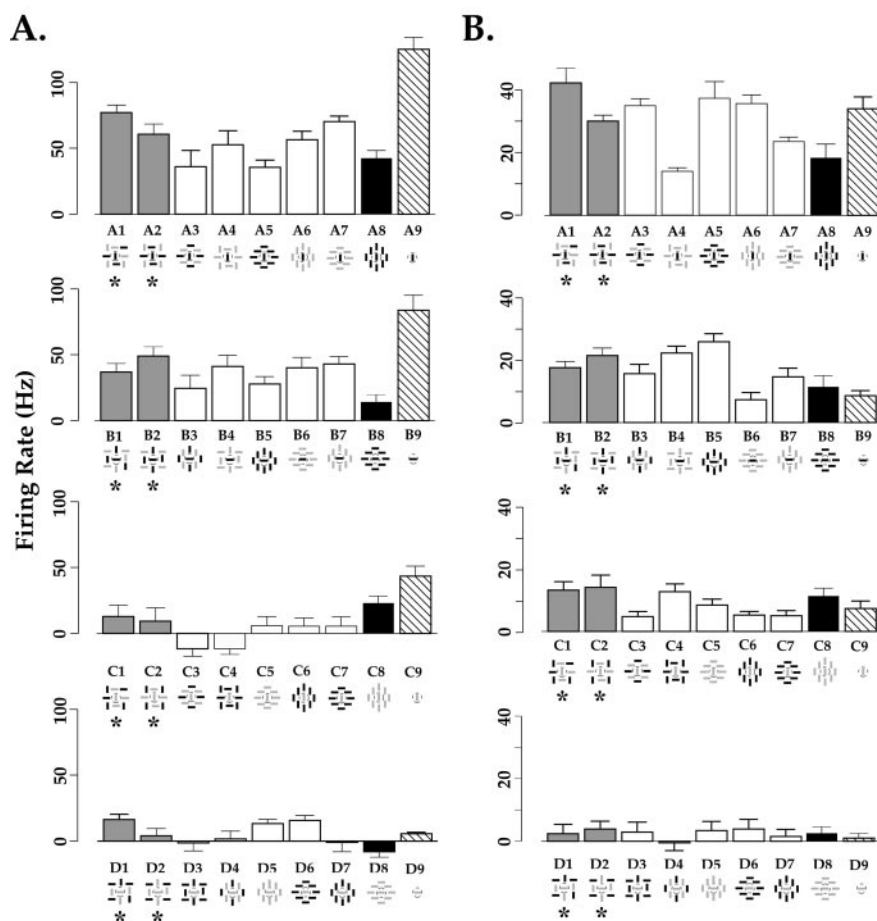 A.
B.
Firing Rate (Hz)
100
50
0
A1 A2 A3 A4 A5 A6 A7 A8 A9
* *
100
50
0
B1 B2 B3 B4 B5 B6 B7 B8 B9
* *
100
50
0
C1 C2 C3 C4 C5 C6 C7 C8 C9
* *
100
50
0
D1 D2 D3 D4 D5 D6 D7 D8 D9
* *
40
20
0
A1 A2 A3 A4 A5 A6 A7 A8 A9
* *
40
20
0
B1 B2 B3 B4 B5 B6 B7 B8 B9
* *
40
20
0
C1 C2 C3 C4 C5 C6 C7 C8 C9
* *
40
20
0
D1 D2 D3 D4 D5 D6 D7 D8 D9
* *